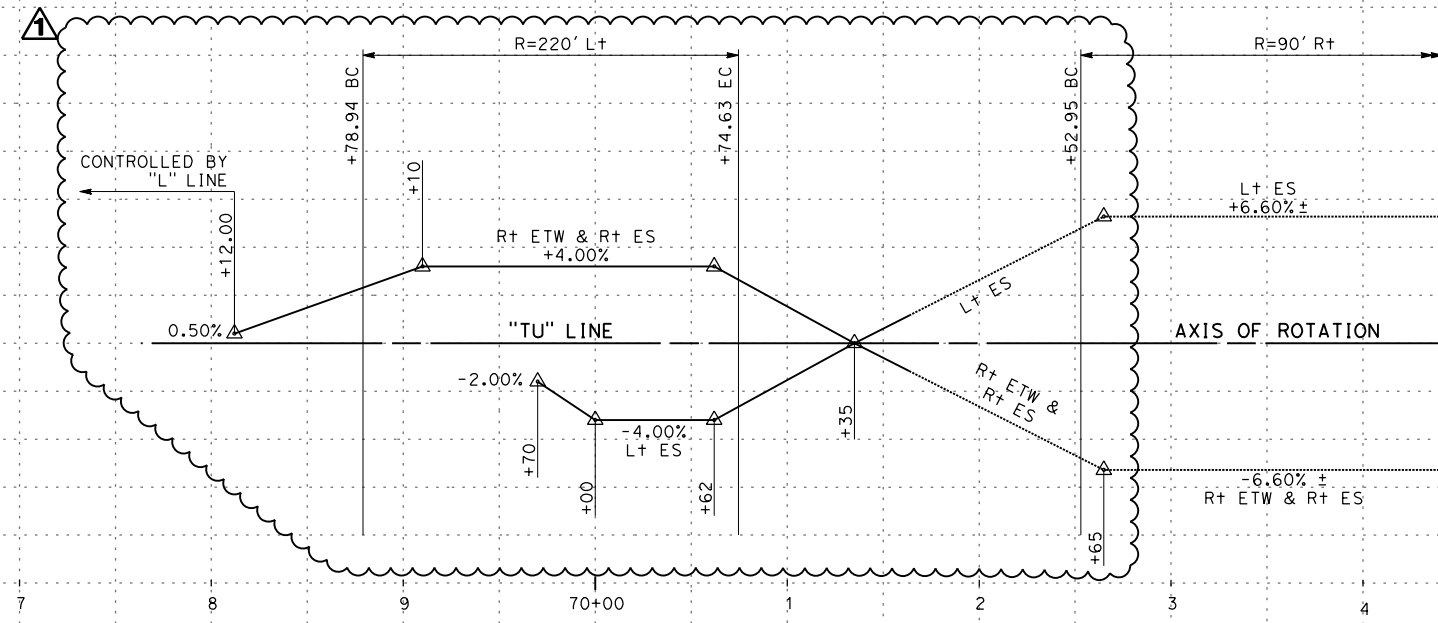 1
R=220' Lt
R=90' Rt
+78.94 BC
+74.63 EC
+52.95 BC
CONTROLLED BY
"L" LINE
+12.00
+10
Rt ETW & Rt ES
+4.00%
Lt ES
+6.60%±
0.50%
"TU" LINE
Lt ES
AXIS OF ROTATION
-2.00%
+70
+00
-4.00%
Lt ES
+62
+35
Rt ETW &
Rt ES
+65
-6.60% ±
Rt ETW & Rt ES
7 8 9 70+00 1 2 3 4